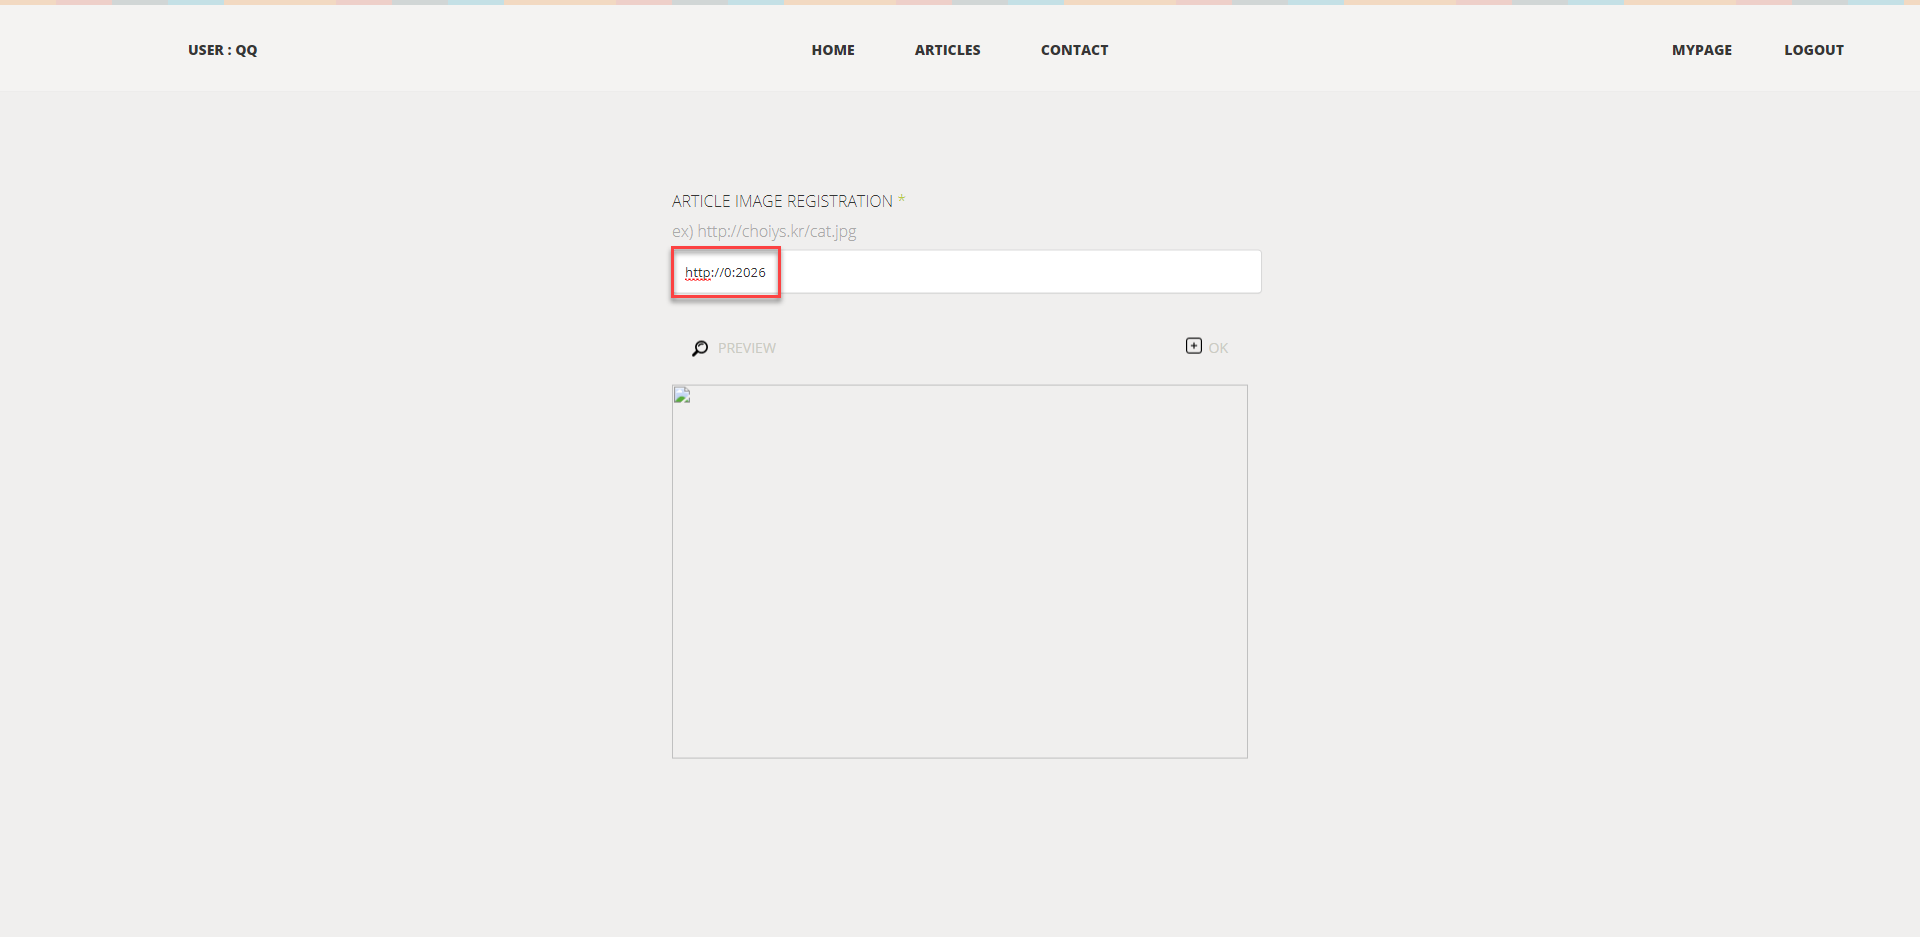 USER : QQ
HOME
ARTICLES
CONTACT
MYPAGE
LOGOUT
ARTICLE IMAGE REGISTRATION *
ex) http://choiys.kr/cat.jpg
http://0:2026
PREVIEW
OK